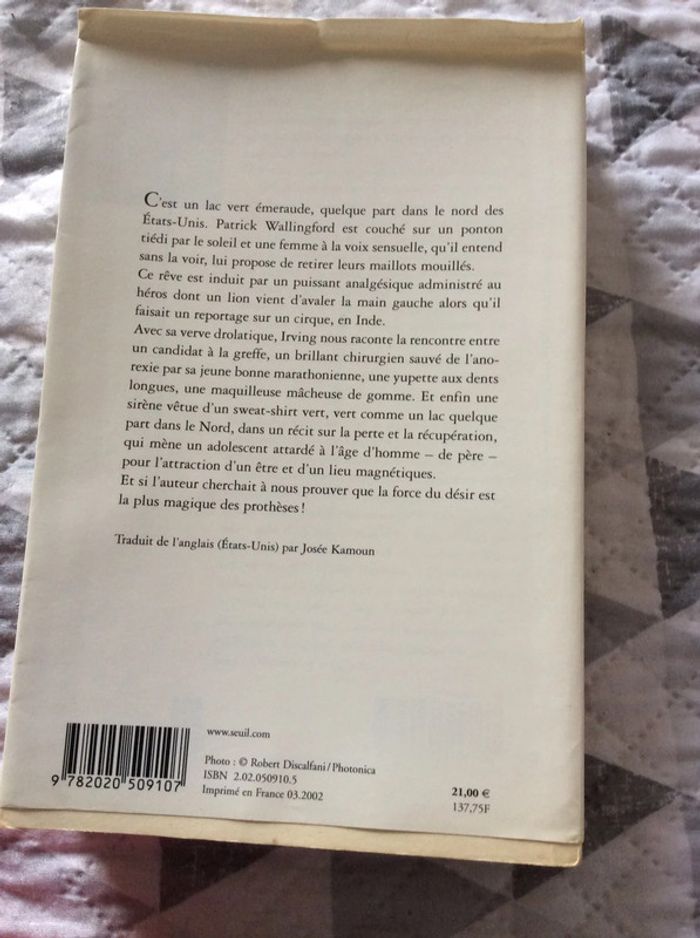 C'est un lac vert émeraude, quelque part dans le nord des
États-Unis. Patrick Wallingford est couché sur un ponton
tiédi par le soleil et une femme à la voix sensuelle, qu'il entend
sans la voir, lui propose de retirer leurs maillots mouillés.
Ce rêve est induit par un puissant analgésique administré au
héros dont un lion vient d'avaler la main gauche alors qu'il
faisait un reportage sur un cirque, en Inde.
Avec sa verve drolatique, Irving nous raconte la rencontre entre
un candidat à la greffe, un brillant chirurgien sauvé de l'ano-
rexie par sa jeune bonne marathonienne, une yupette aux dents
longues, une maquilleuse mâcheuse de gomme. Et enfin une
sirène vêtue d'un sweat-shirt vert, vert comme un lac quelque
part dans le Nord, dans un récit sur la perte et la récupération,
qui mène un adolescent attardé à l'âge d'homme – de père –
pour l'attraction d'un être et d'un lieu magnétiques.
Et si l'auteur cherchait à nous prouver que la force du désir est
la plus magique des prothèses !
Traduit de l'anglais (États-Unis) par Josée Kamoun
www.seuil.com
Photo : © Robert Discalfani / Photonica
ISBN 2.02.050910.5
Imprimé en France 03.2002
9 782020 509107
21,00 €
137,75F